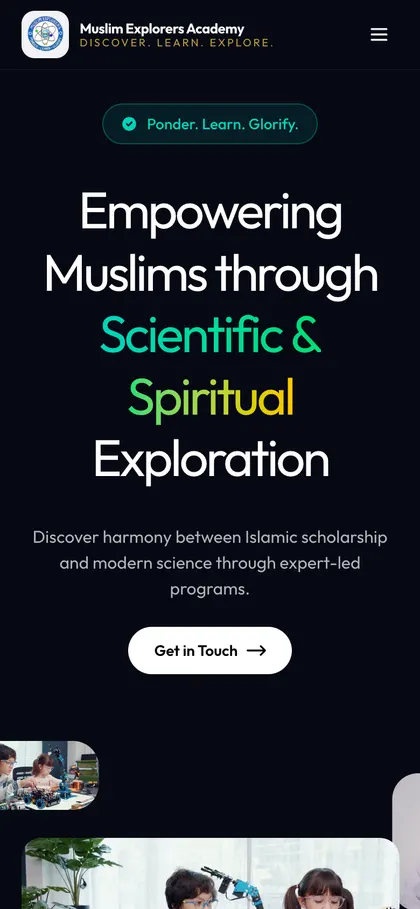 Muslim Explorers Academy
DISCOVER. LEARN. EXPLORE.
Ponder. Learn. Glorify.
Empowering
Muslims through
Scientific &
Spiritual
Exploration
Discover harmony between Islamic scholarship
and modern science through expert-led
programs.
Get in Touch